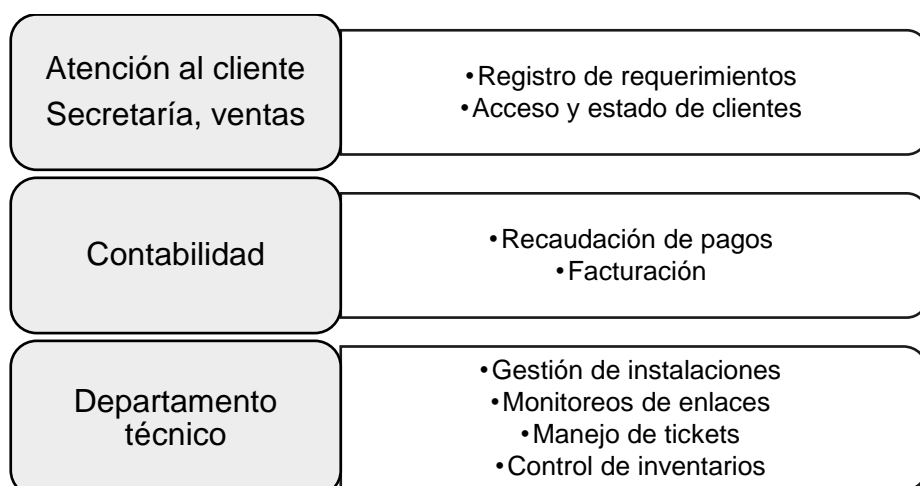 Atención al cliente
Secretaría, ventas
•Registro de requerimientos
•Acceso y estado de clientes
Contabilidad
•Recaudación de pagos
•Facturación
Departamento
técnico
•Gestión de instalaciones
•Monitoreos de enlaces
•Manejo de tickets
•Control de inventarios